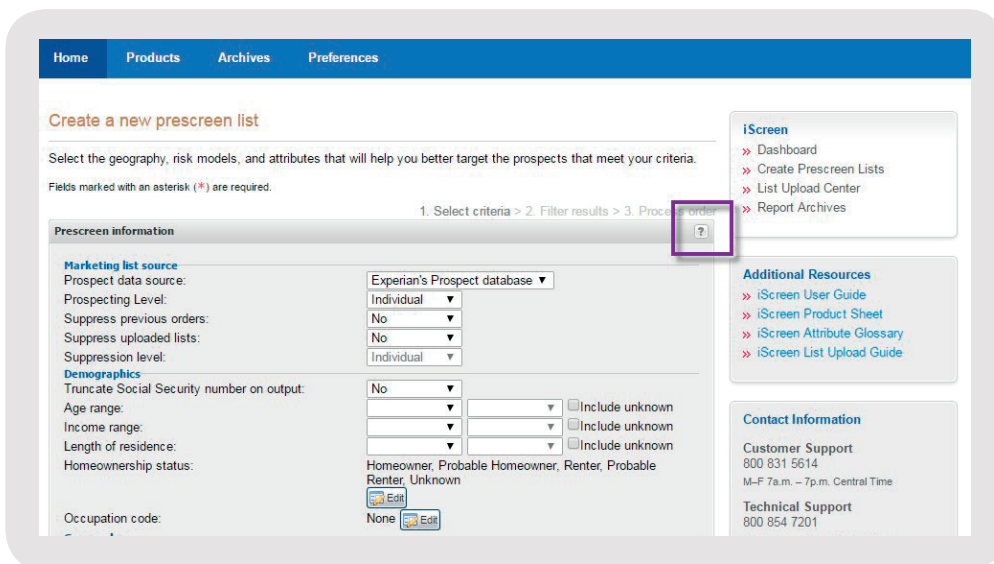 Home Products Archives Preferences
Create a new prescreen list
Select the geography, risk models, and attributes that will help you better target the prospects that meet your criteria.
Fields marked with an asterisk (*) are required.
1. Select criteria > 2. Filter results > 3. Process order
Prescreen information ?
Marketing list source
Prospect data source: Experian's Prospect database
Prospecting Level: Individual
Suppress previous orders: No
Suppress uploaded lists: No
Suppression level: Individual
Demographics
Truncate Social Security number on output: No
Age range: Include unknown
Income range: Include unknown
Length of residence: Include unknown
Homeownership status: Homeowner, Probable Homeowner, Renter, Probable
Renter, Unknown
Edit
Occupation code: None Edit
iScreen
» Dashboard
» Create Prescreen Lists
» List Upload Center
» Report Archives
Additional Resources
» iScreen User Guide
» iScreen Product Sheet
» iScreen Attribute Glossary
» iScreen List Upload Guide
Contact Information
Customer Support
800 831 5614
M–F 7a.m. – 7p.m. Central Time
Technical Support
800 854 7201